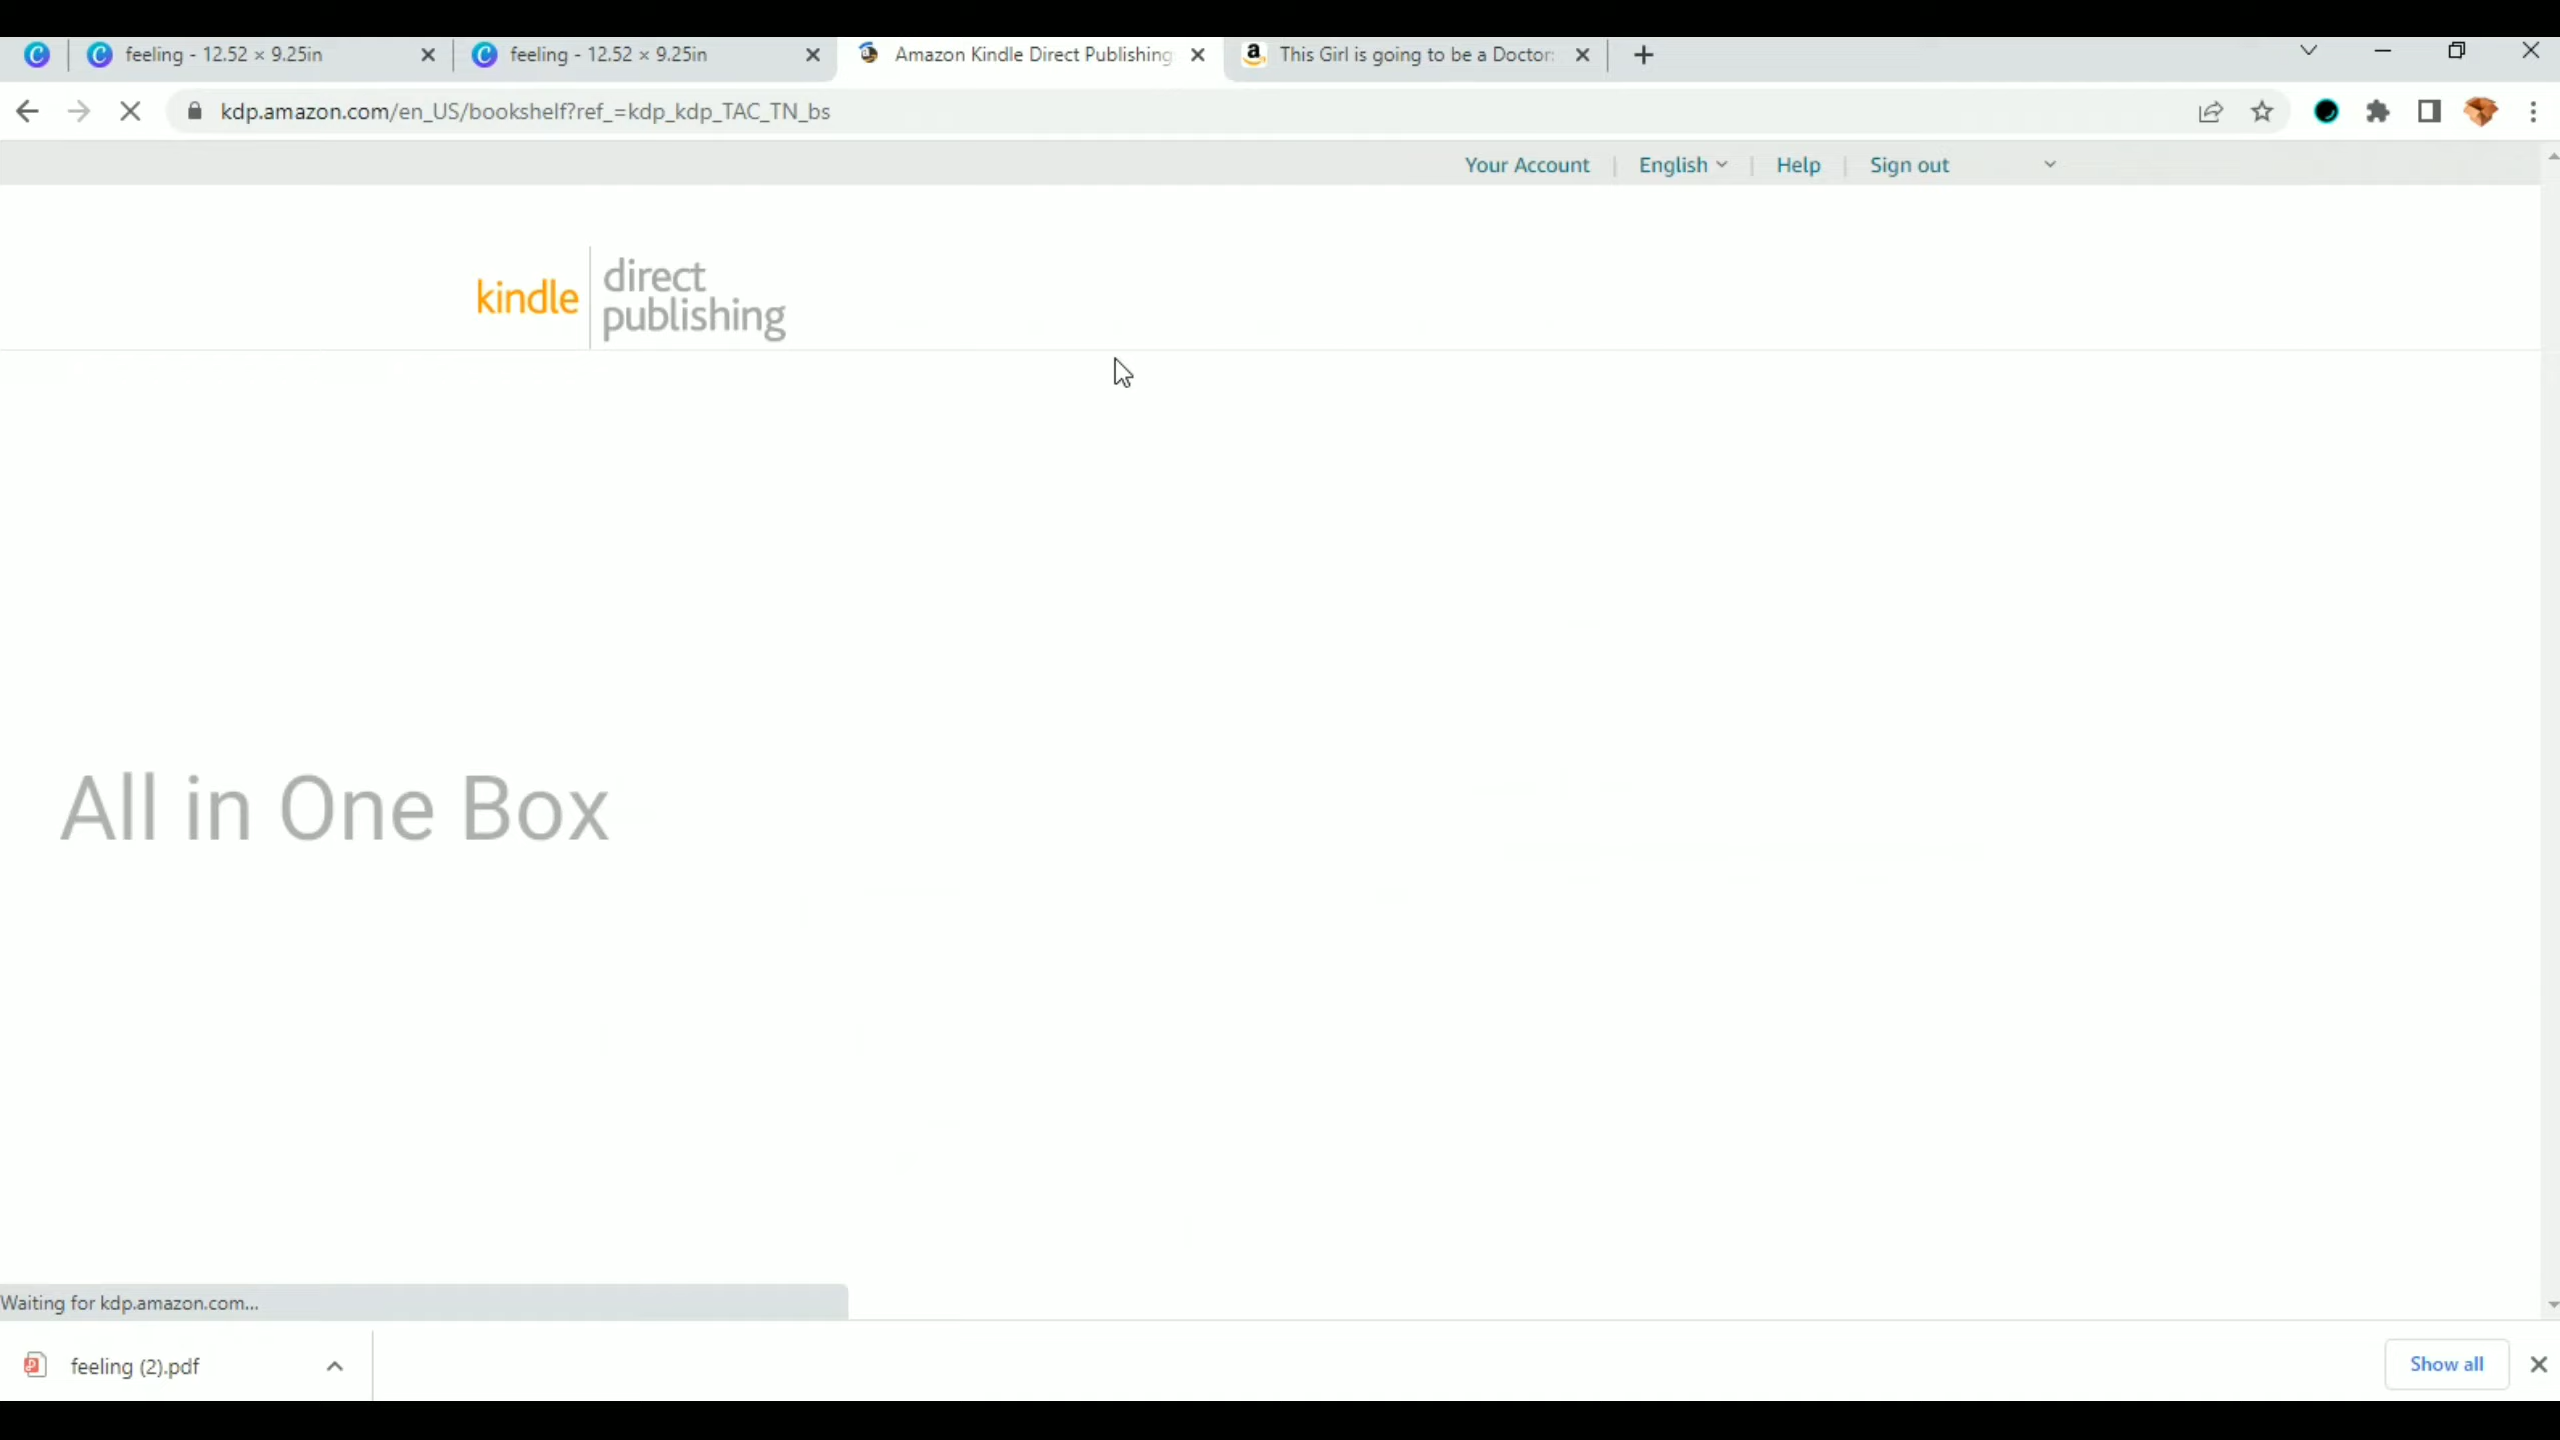 feeling - 12.52 × 9.25in
feeling - 12.52 × 9.25in
Amazon Kindle Direct Publishing
This Girl is going to be a Doctor:
kdp.amazon.com/en_US/bookshelf?ref_=kdp_kdp_TAC_TN_bs
Your Account | English | Help | Sign out
kindle direct
publishing
All in One Box
Waiting for kdp.amazon.com...
feeling (2).pdf
Show all